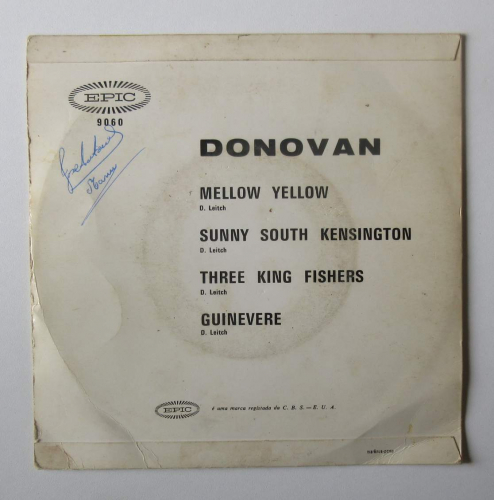 EPIC
9060
DONOVAN
MELLOW YELLOW
D. Leitch
SUNNY SOUTH KENSINGTON
D. Leitch
THREE KING FISHERS
D. Leitch
GUINEVERE
D. Leitch
EPIC
é uma marca registada da C. B. S. — E. U. A.